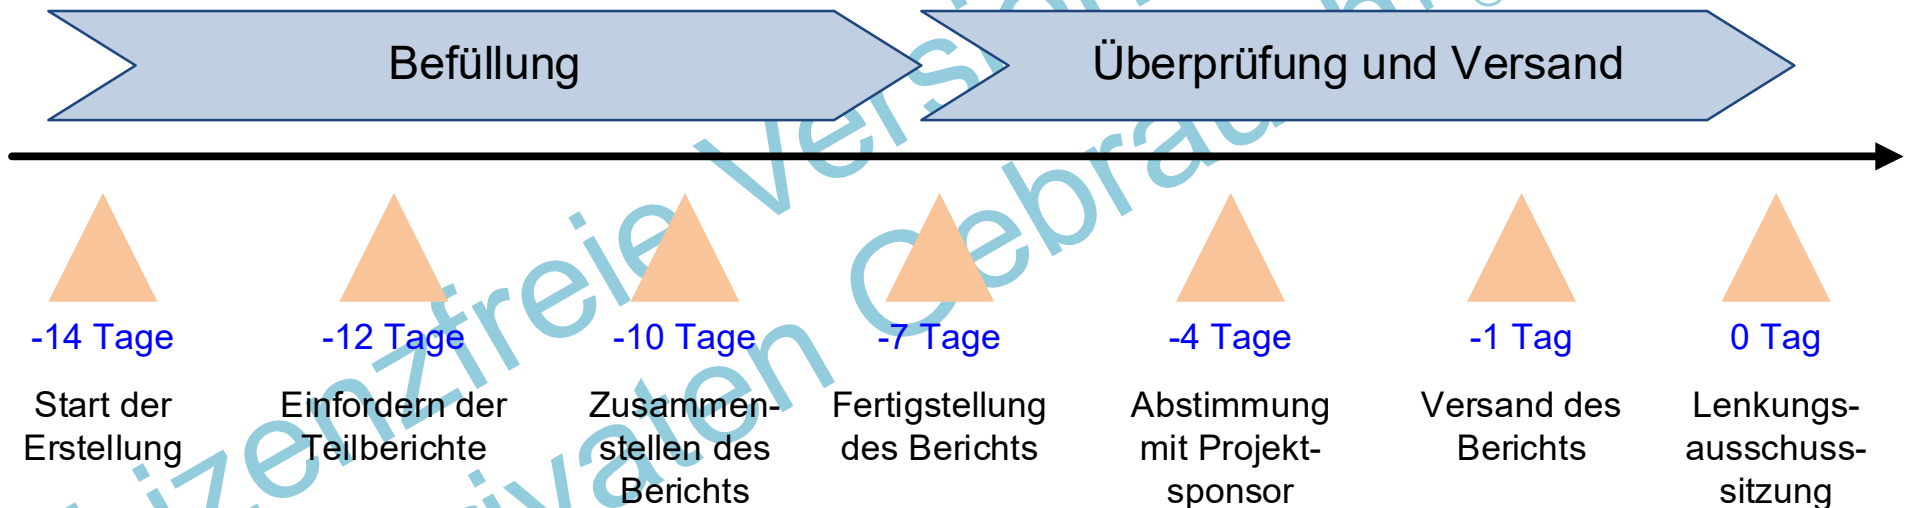 Befüllung
Überprüfung und Versand
-14 Tage
-12 Tage
-10 Tage
-7 Tage
-4 Tage
-1 Tag
0 Tag
Start der
Erstellung
Einfordern der
Teilberichte
Zusammen-
stellen des
Berichts
Fertigstellung
des Berichts
Abstimmung
mit Projekt-
sponsor
Versand des
Berichts
Lenkungs-
ausschuss-
sitzung